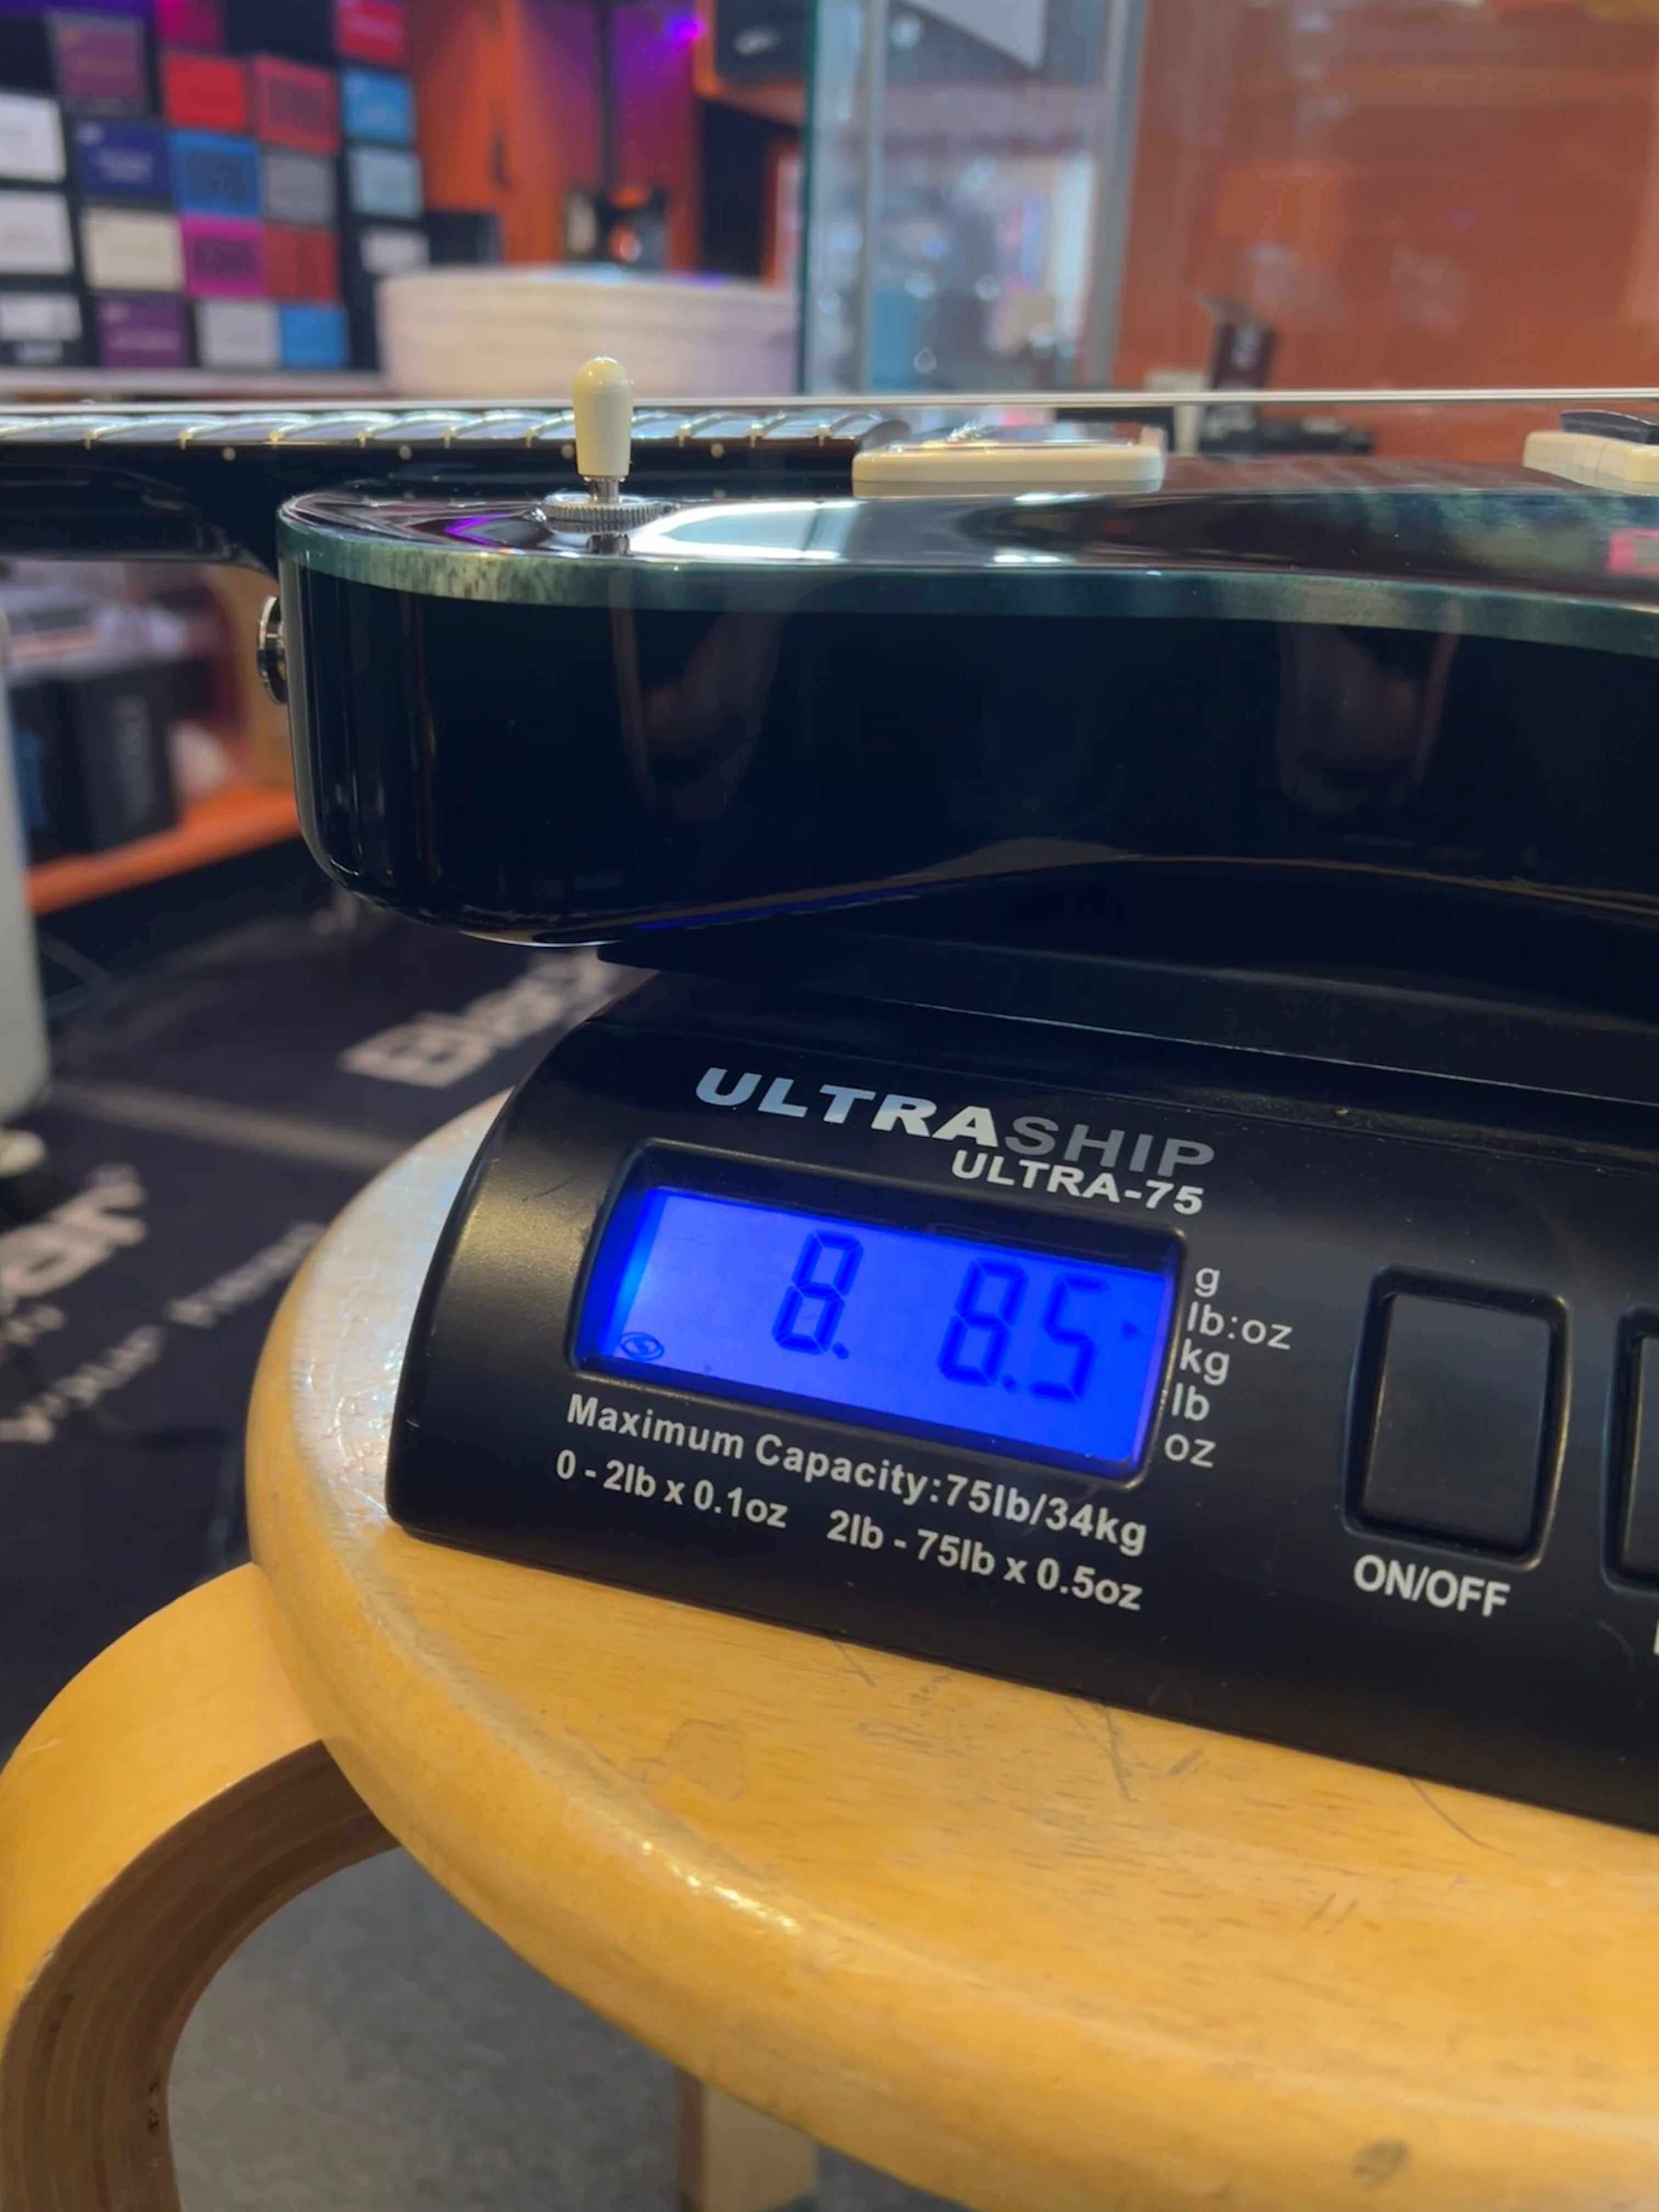 ULTRASHIP
ULTRA-75
8. 8.5
g
lb:oz
kg
lb
oz
Maximum Capacity:75lb/34kg
0 - 2lb x 0.1oz 2lb - 75lb x 0.5oz
ON/OFF